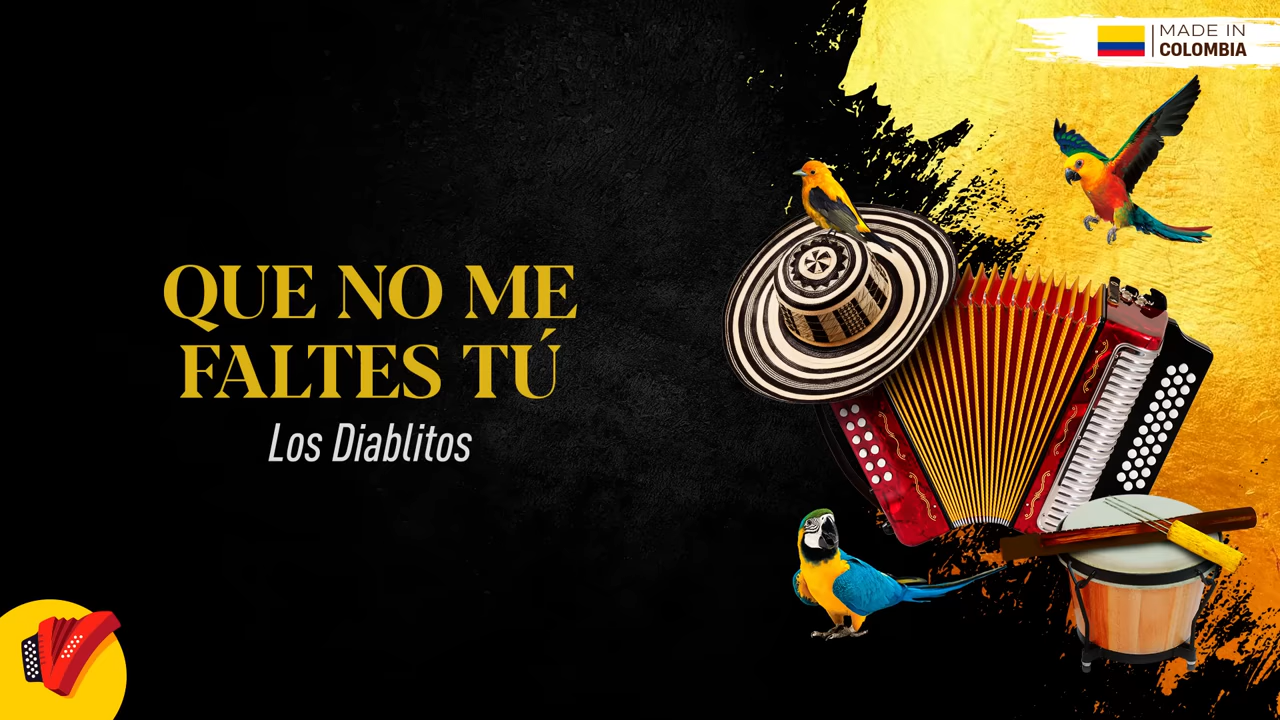 MADE IN
COLOMBIA
QUE NO ME
FALTES TÚ
Los Diablitos